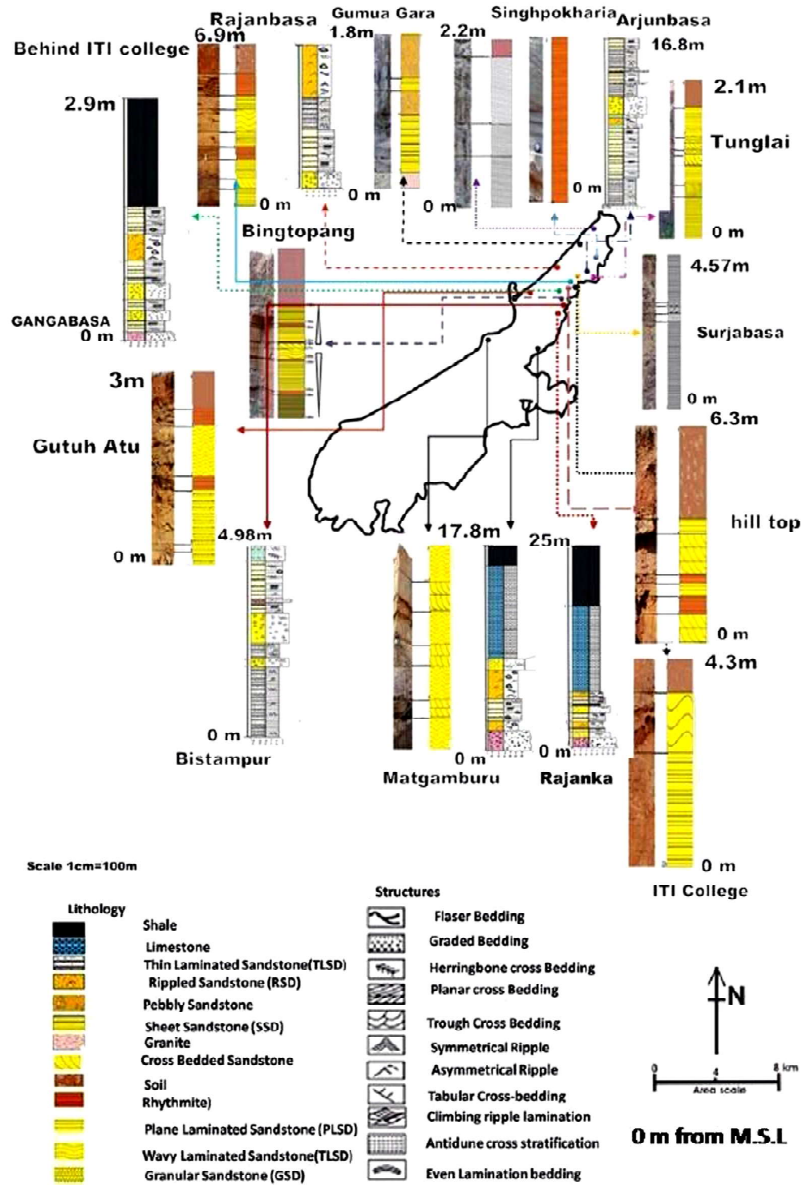 Rajanbasa
Gumua Gara
Singhpokharia
Arjunbasa
Behind ITI college
6.9m
1.8m
2.2m
16.8m
2.9m
2.1m
Tunglai
0 m
0 m
0 m
0 m
0 m
Bingtopang
4.57m
GANGABASA
0 m
Surjabasa
3m
0 m
6.3m
Gutuh Atu
hill top
0 m
4.98m
17.8m
25m
0 m
4.3m
0 m
0 m
0 m
Bistampur
Matgamburu
Rajanka
0 m
ITI College
Scale 1cm=100m
Lithology
Shale
Limestone
Thin Laminated Sandstone(TLSD)
Rippled Sandstone (RSD)
Pebbly Sandstone
Sheet Sandstone (SSD)
Granite
Cross Bedded Sandstone
Soil
Rhythmite)
Plane Laminated Sandstone (PLSD)
Wavy Laminated Sandstone(TLSD)
Granular Sandstone (GSD)
Structures
Flaser Bedding
Graded Bedding
Herringbone cross Bedding
Planar cross Bedding
Trough Cross Bedding
Symmetrical Ripple
Asymmetrical Ripple
Tabular Cross-bedding
Climbing ripple lamination
Antidune cross stratification
Even Lamination bedding
N
0 4 8 km
Area scale
0 m from M.S.L